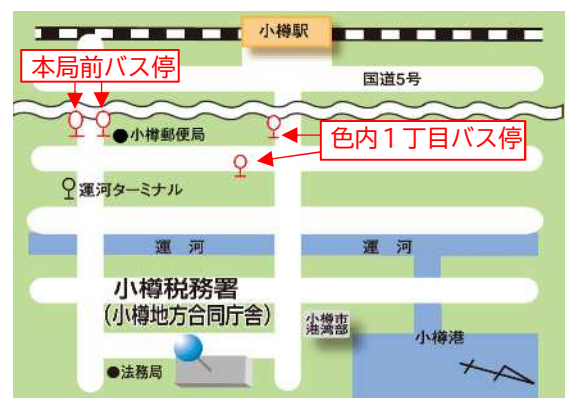 小樽駅
本局前バス停
国道5号
●小樽郵便局
色内1丁目バス停
運河ターミナル
運 河
運 河
小樽税務署
(小樽地方合同庁舎)
小樽市
港湾部
小樽港
●法務局